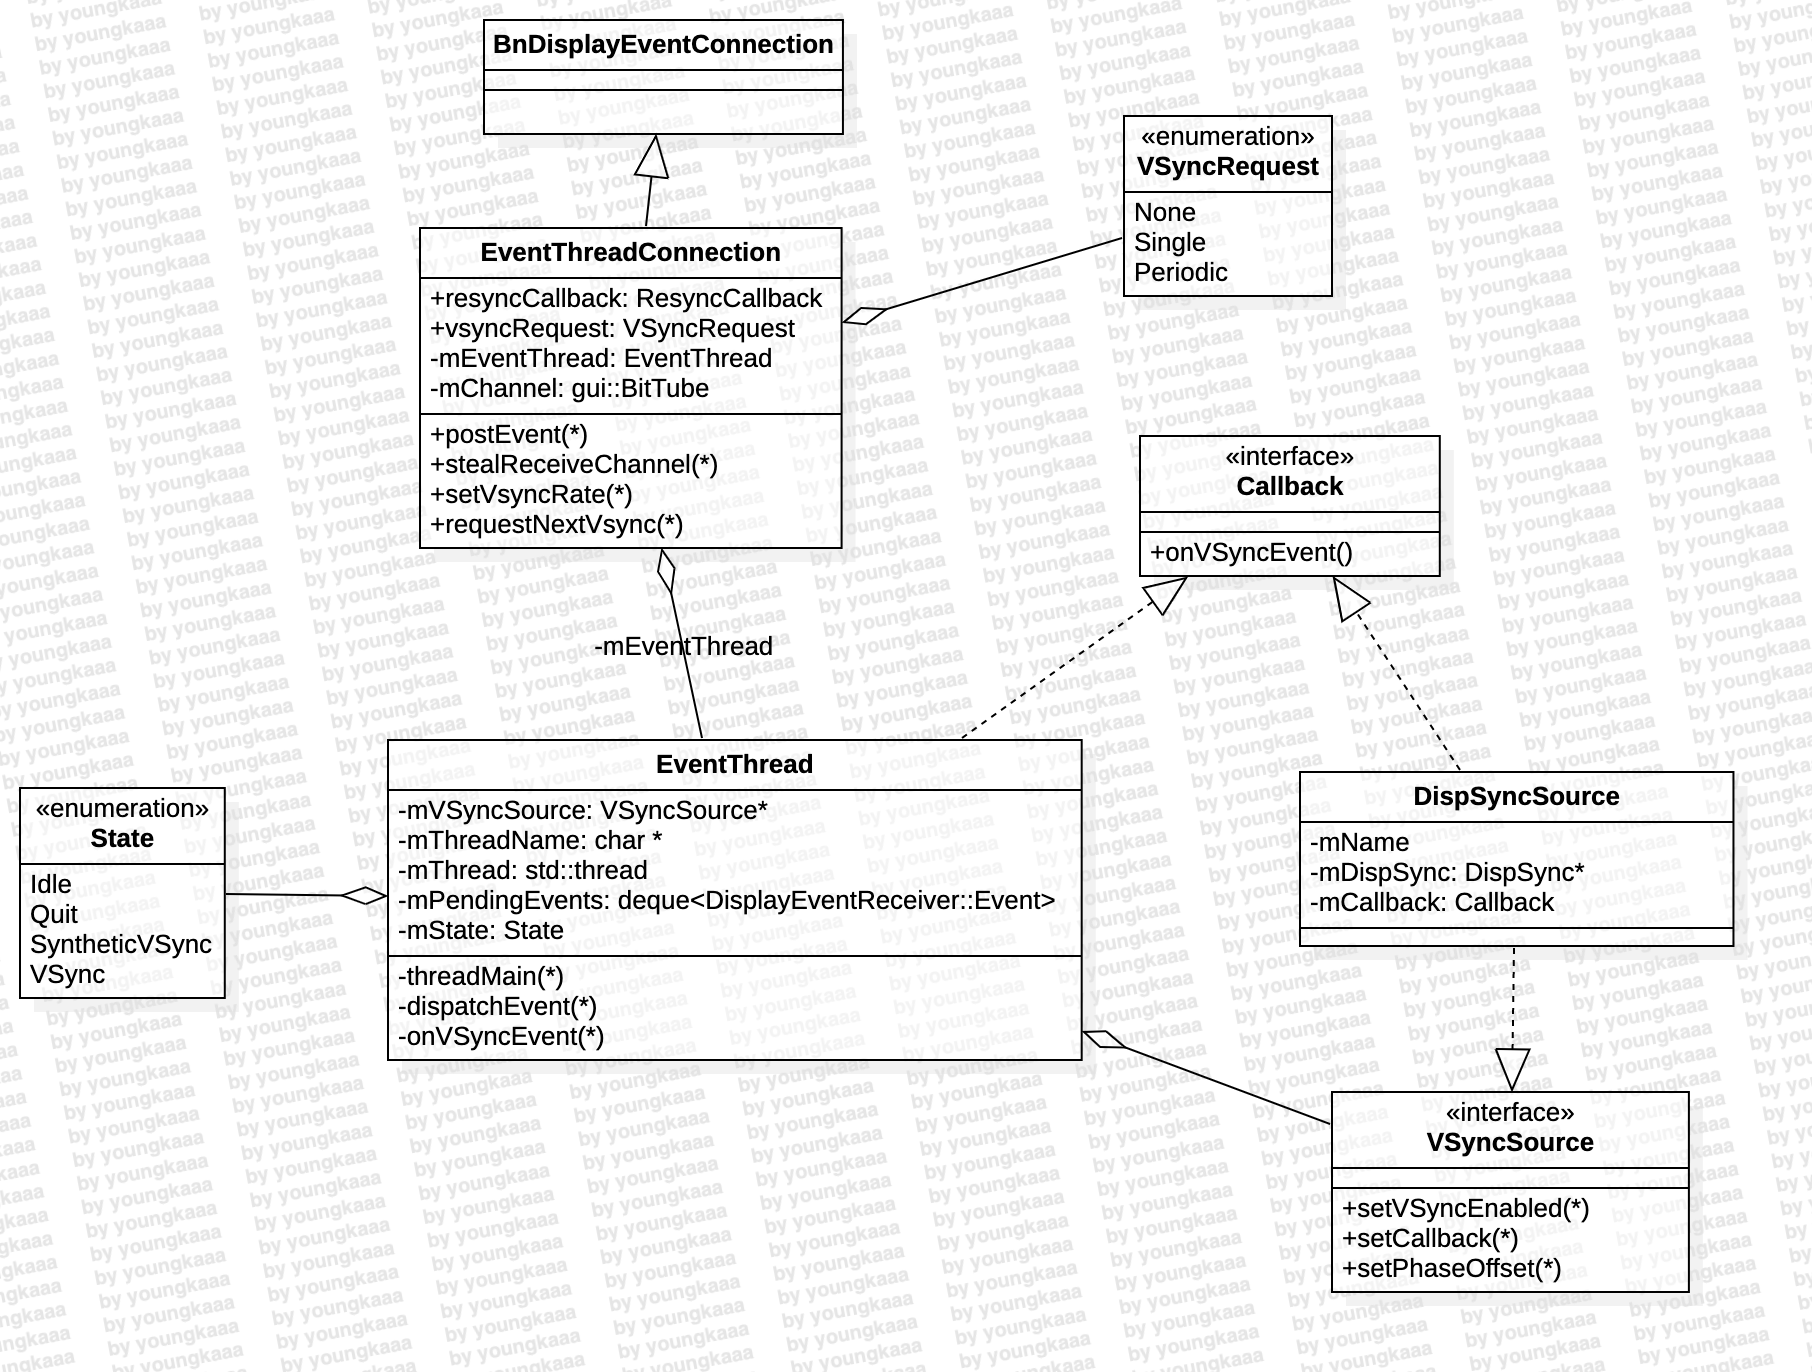 BnDisplayEventConnection
«enumeration»
VSyncRequest
None
Single
Periodic
EventThreadConnection
+resyncCallback: ResyncCallback
+vsyncRequest: VSyncRequest
-mEventThread: EventThread
-mChannel: gui::BitTube
+postEvent(*)
+stealReceiveChannel(*)
+setVsyncRate(*)
+requestNextVsync(*)
«interface»
Callback
+onVSyncEvent()
-mEventThread
EventThread
-mVSyncSource: VSyncSource*
-mThreadName: char *
-mThread: std::thread
-mPendingEvents: deque<DisplayEventReceiver::Event>
-mState: State
-threadMain(*)
-dispatchEvent(*)
-onVSyncEvent(*)
«enumeration»
State
Idle
Quit
SyntheticVSync
VSync
DispSyncSource
-mName
-mDispSync: DispSync*
-mCallback: Callback
«interface»
VSyncSource
+setVSyncEnabled(*)
+setCallback(*)
+setPhaseOffset(*)
by youngkaaa